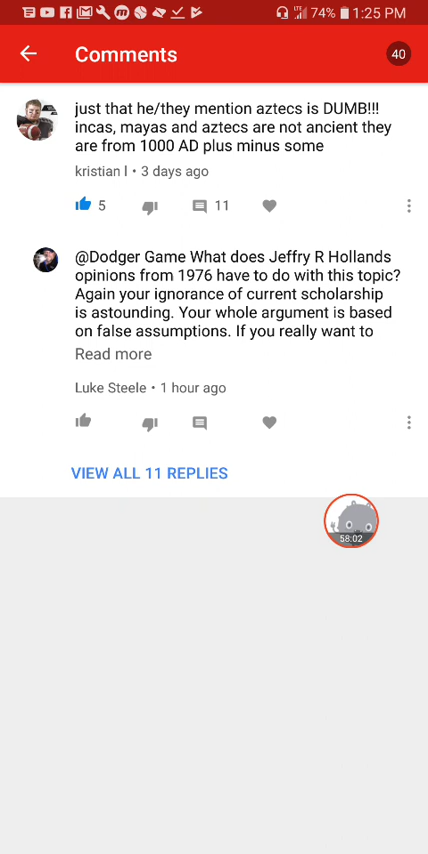 74% 1:25 PM
Comments
40
just that he/they mention aztecs is DUMB!!!
incas, mayas and aztecs are not ancient they
are from 1000 AD plus minus some
kristian l • 3 days ago
5 11
@Dodger Game What does Jeffry R Hollands
opinions from 1976 have to do with this topic?
Again your ignorance of current scholarship
is astounding. Your whole argument is based
on false assumptions. If you really want to
Read more
Luke Steele • 1 hour ago
VIEW ALL 11 REPLIES
58:02